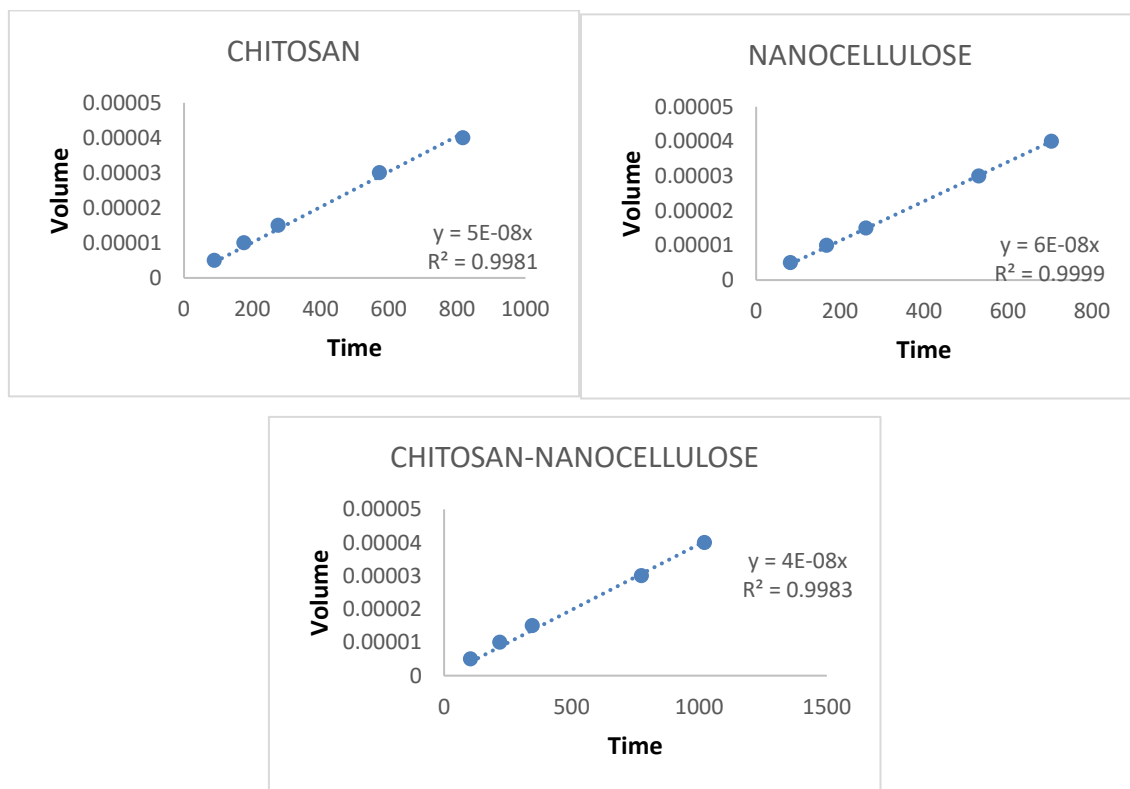 CHITOSAN
0.00005
0.00004
0.00003
0.00002
0.00001
0
Volume
0 200 400 600 800 1000
Time
y = 5E-08x
R² = 0.9981
NANOCELLULOSE
0.00005
0.00004
0.00003
0.00002
0.00001
0
Volume
0 200 400 600 800
Time
y = 6E-08x
R² = 0.9999
CHITOSAN-NANOCELLULOSE
0.00005
0.00004
0.00003
0.00002
0.00001
0
Volume
0 500 1000 1500
Time
y = 4E-08x
R² = 0.9983